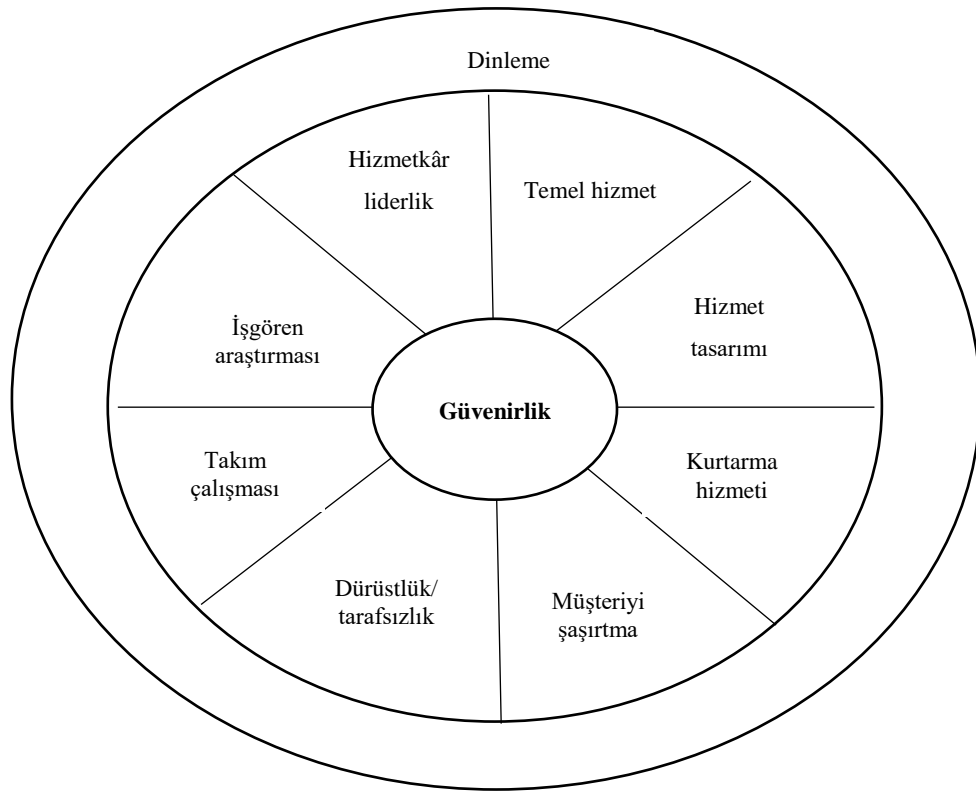 Dinleme
Hizmetkâr
liderlik
Temel hizmet
Hizmet
tasarımı
İşgören
araştırması
Güvenirlik
Takım
çalışması
Kurtarma
hizmeti
Dürüstlük/
tarafsızlık
Müşteriyi
şaşırtma